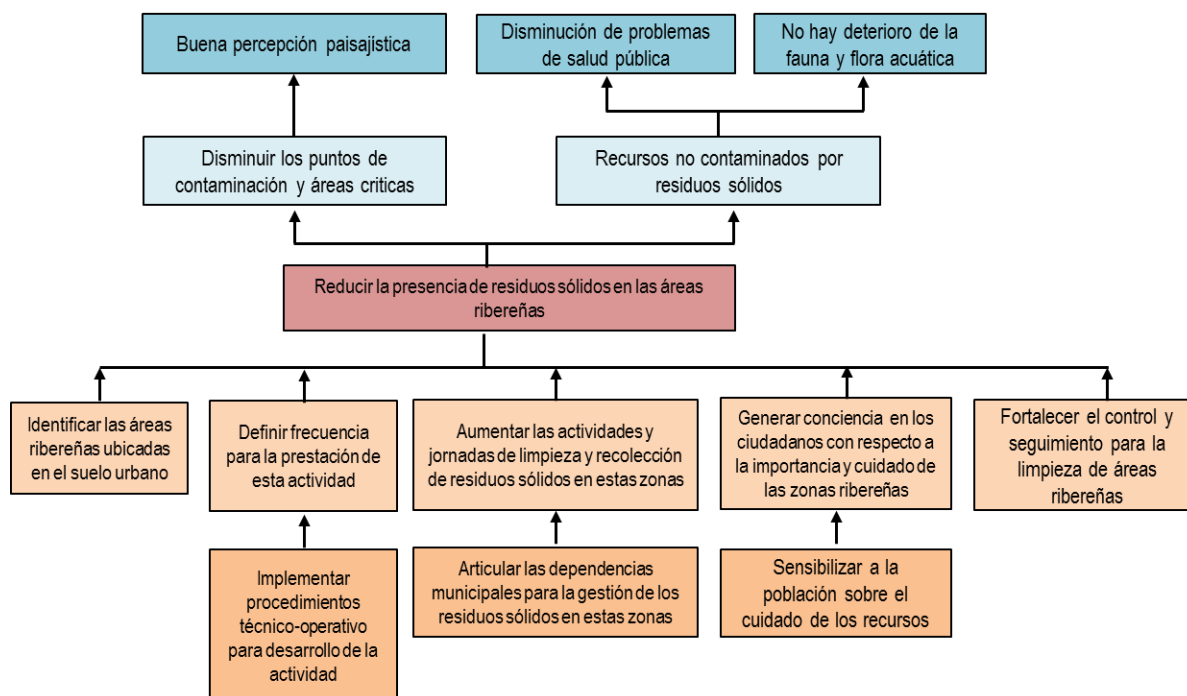 Buena percepción paisajística
Disminución de problemas
de salud pública
No hay deterioro de la
fauna y flora acuática
Disminuir los puntos de
contaminación y áreas criticas
Recursos no contaminados por
residuos sólidos
Reducir la presencia de residuos sólidos en las áreas
ribereñas
Identificar las áreas
ribereñas ubicadas
en el suelo urbano
Definir frecuencia
para la prestación de
esta actividad
Aumentar las actividades y
jornadas de limpieza y recolección
de residuos sólidos en estas zonas
Generar conciencia en los
ciudadanos con respecto a
la importancia y cuidado de
las zonas ribereñas
Fortalecer el control y
seguimiento para la
limpieza de áreas
ribereñas
Implementar
procedimientos
técnico-operativo
para desarrollo de la
actividad
Articular las dependencias
municipales para la gestión de los
residuos sólidos en estas zonas
Sensibilizar a la
población sobre el
cuidado de los recursos